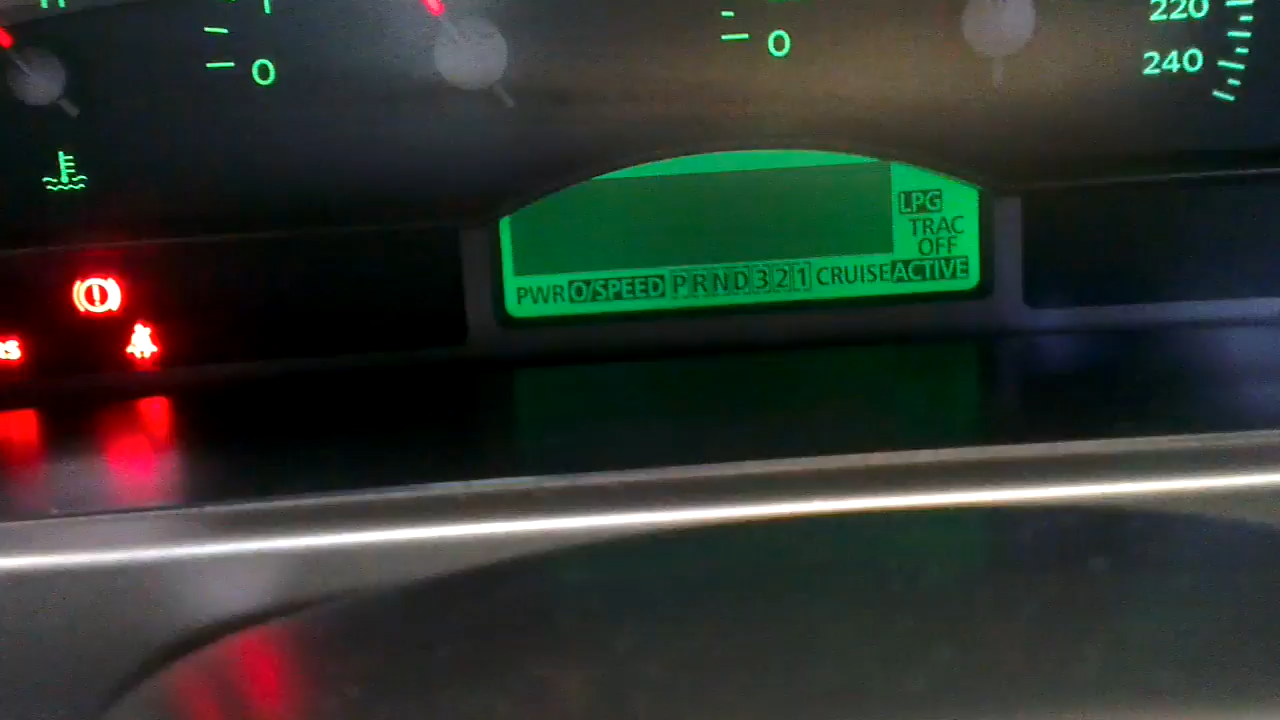 220
0
0
240
LPG
TRAC
OFF
PWR O/SPEED P R N D 3 2 1 CRUISE ACTIVE